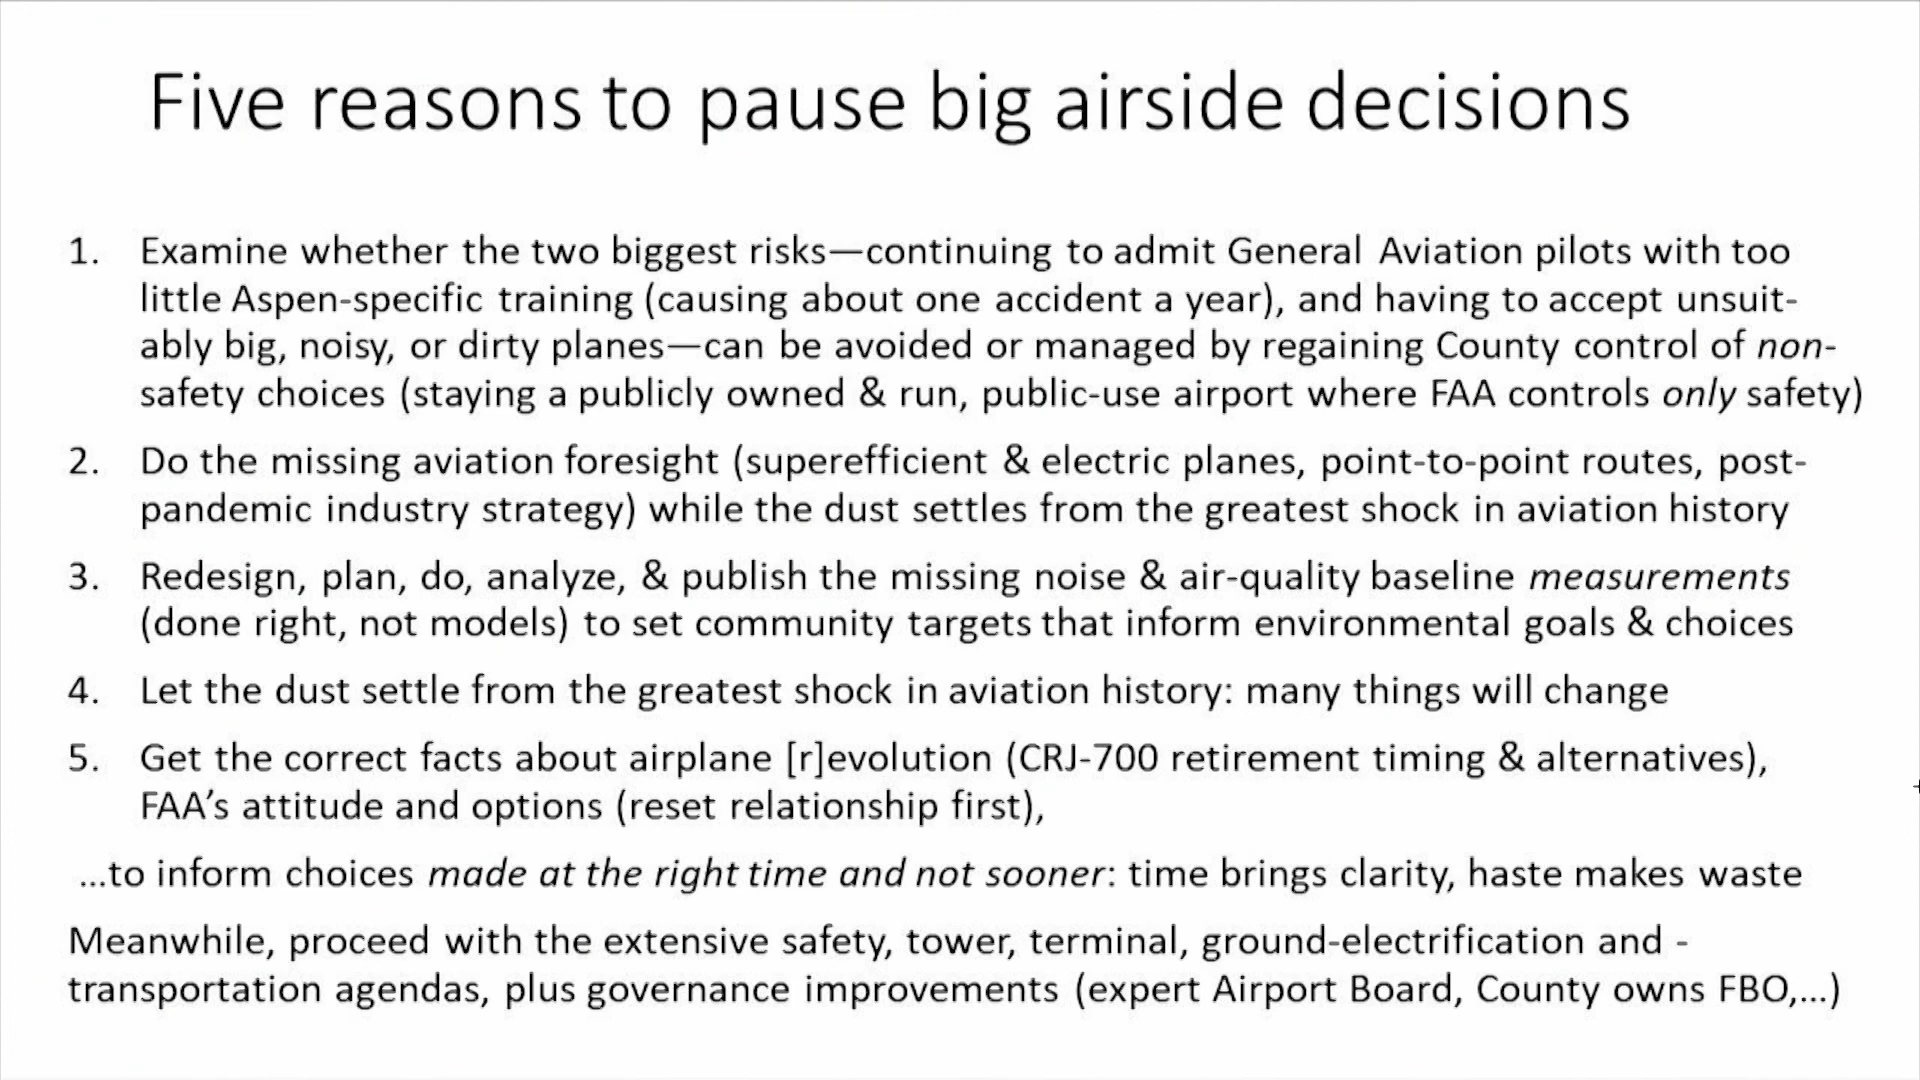 Five reasons to pause big airside decisions
1. Examine whether the two biggest risks—continuing to admit General Aviation pilots with too
little Aspen-specific training (causing about one accident a year), and having to accept unsuit-
ably big, noisy, or dirty planes—can be avoided or managed by regaining County control of non-
safety choices (staying a publicly owned & run, public-use airport where FAA controls only safety)
2. Do the missing aviation foresight (superefficient & electric planes, point-to-point routes, post-
pandemic industry strategy) while the dust settles from the greatest shock in aviation history
3. Redesign, plan, do, analyze, & publish the missing noise & air-quality baseline measurements
(done right, not models) to set community targets that inform environmental goals & choices
4. Let the dust settle from the greatest shock in aviation history: many things will change
5. Get the correct facts about airplane [r]evolution (CRJ-700 retirement timing & alternatives),
FAA’s attitude and options (reset relationship first),
…to inform choices made at the right time and not sooner: time brings clarity, haste makes waste
Meanwhile, proceed with the extensive safety, tower, terminal, ground-electrification and -
transportation agendas, plus governance improvements (expert Airport Board, County owns FBO,…)